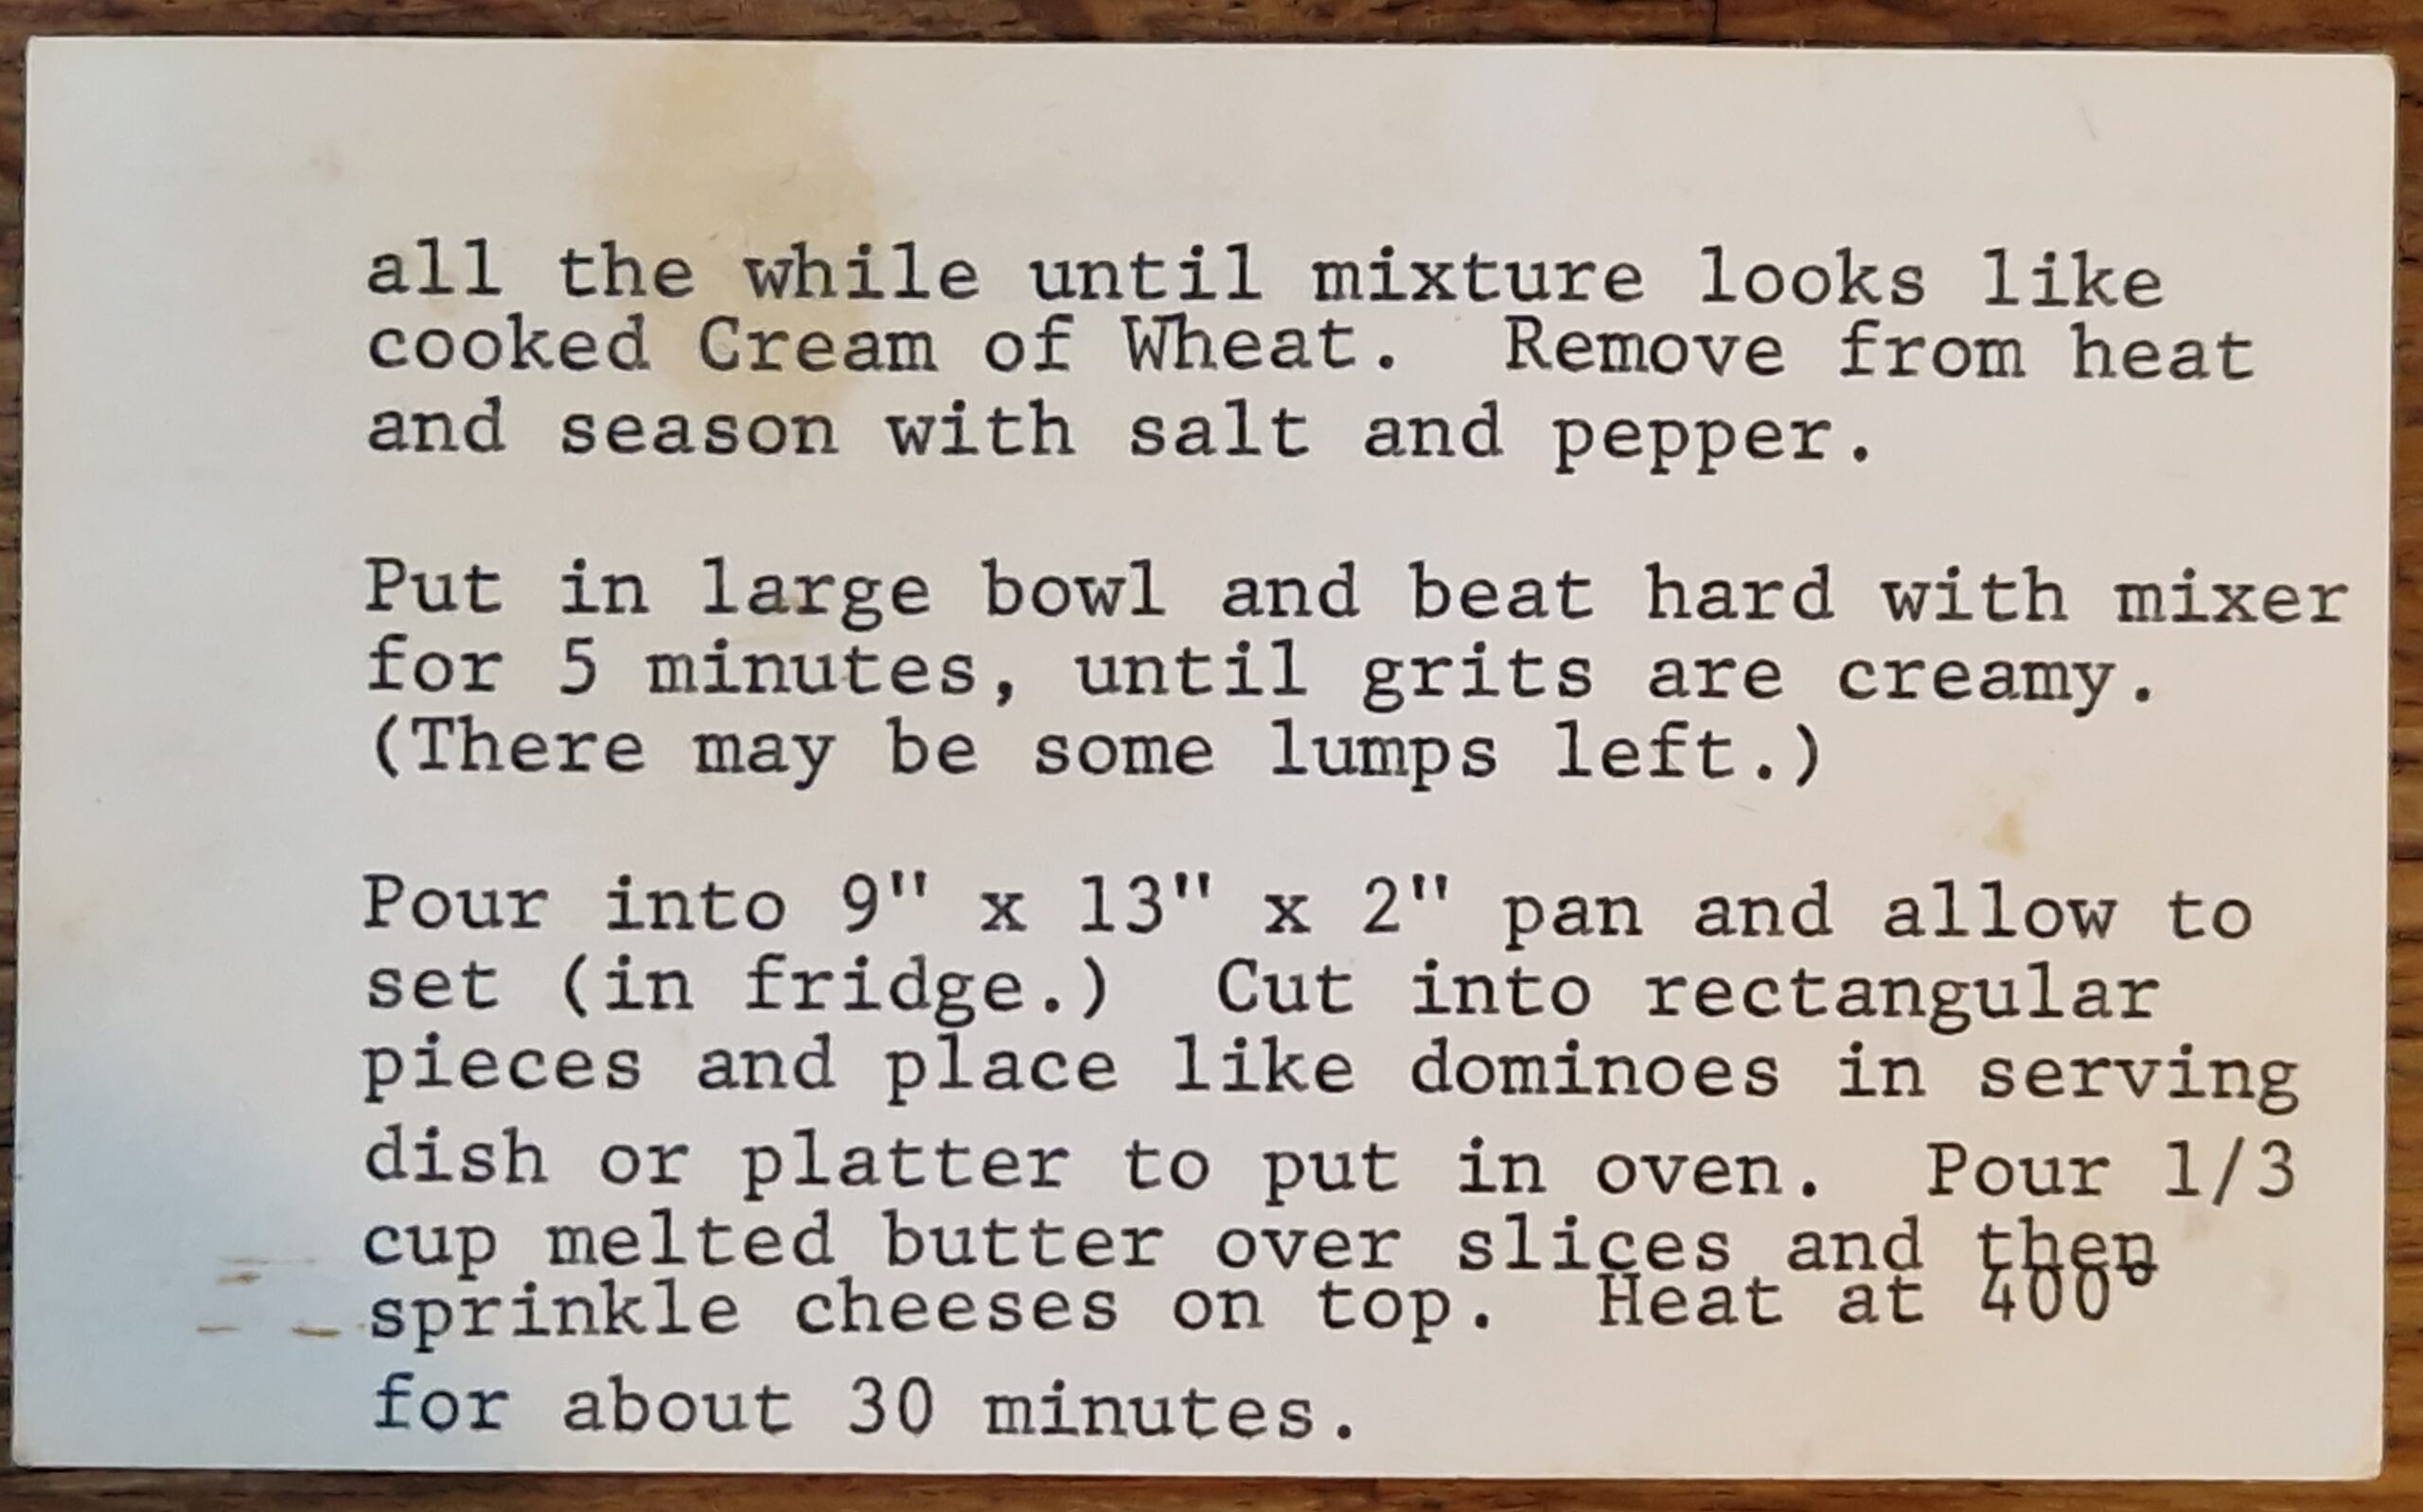 all the while until mixture looks like
cooked Cream of Wheat.  Remove from heat
and season with salt and pepper.
Put in large bowl and beat hard with mixer
for 5 minutes, until grits are creamy.
(There may be some lumps left.)
Pour into 9" x 13" x 2" pan and allow to
set (in fridge.)  Cut into rectangular
pieces and place like dominoes in serving
dish or platter to put in oven.  Pour 1/3
cup melted butter over slices and then
sprinkle cheeses on top.  Heat at 400°
for about 30 minutes.